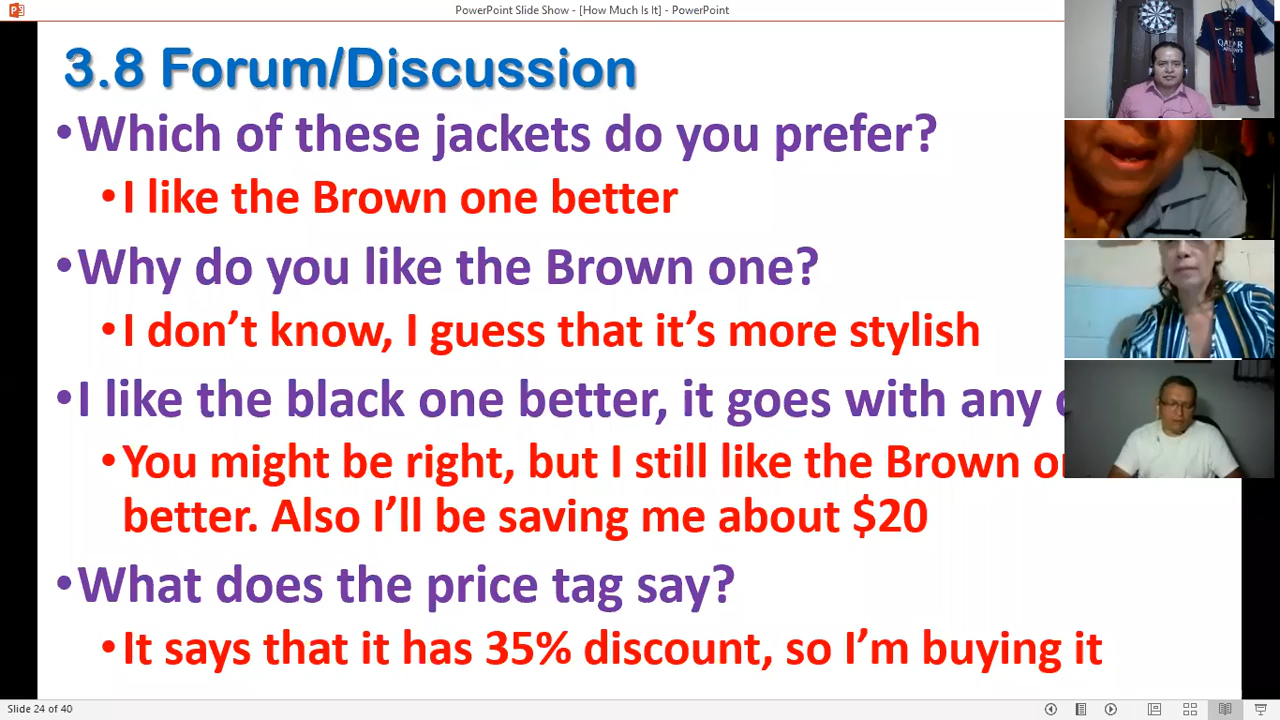 PowerPoint Slide Show - [How Much Is It] - PowerPoint
3.8 Forum/Discussion
•Which of these jackets do you prefer?
•I like the Brown one better
•Why do you like the Brown one?
•I don’t know, I guess that it’s more stylish
•I like the black one better, it goes with any
•You might be right, but I still like the Brown
better. Also I’ll be saving me about $20
•What does the price tag say?
•It says that it has 35% discount, so I’m buying it
QATAR
AIRWAYS
Slide 24 of 40